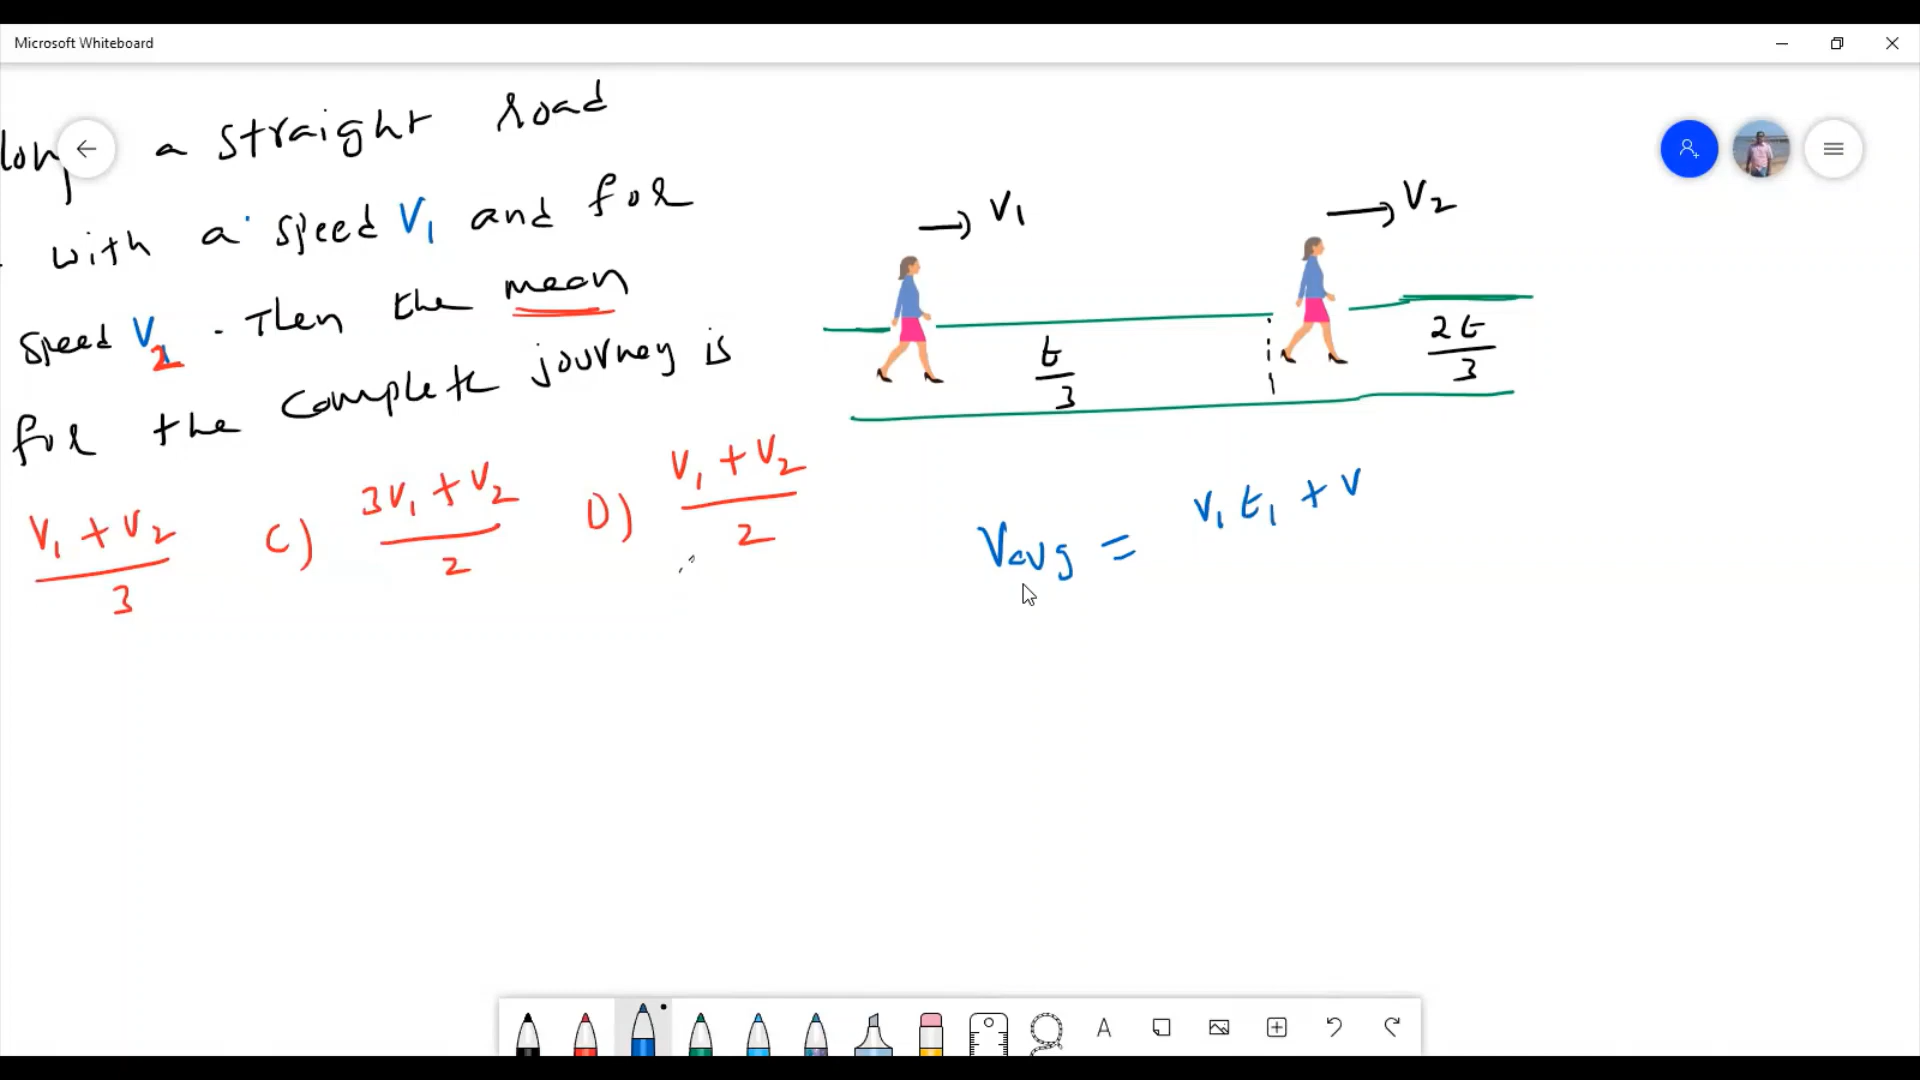 Microsoft Whiteboard
a straight road
with a speed V1 and for
speed V2. Then the mean
for the complete journey is
V1 + V2 / 3 C) 3V1 + V2 / 2 D) V1 + V2 / 2
→ V1 → V2
t/3 2t/3
Vavg = V1 t1 + V
A